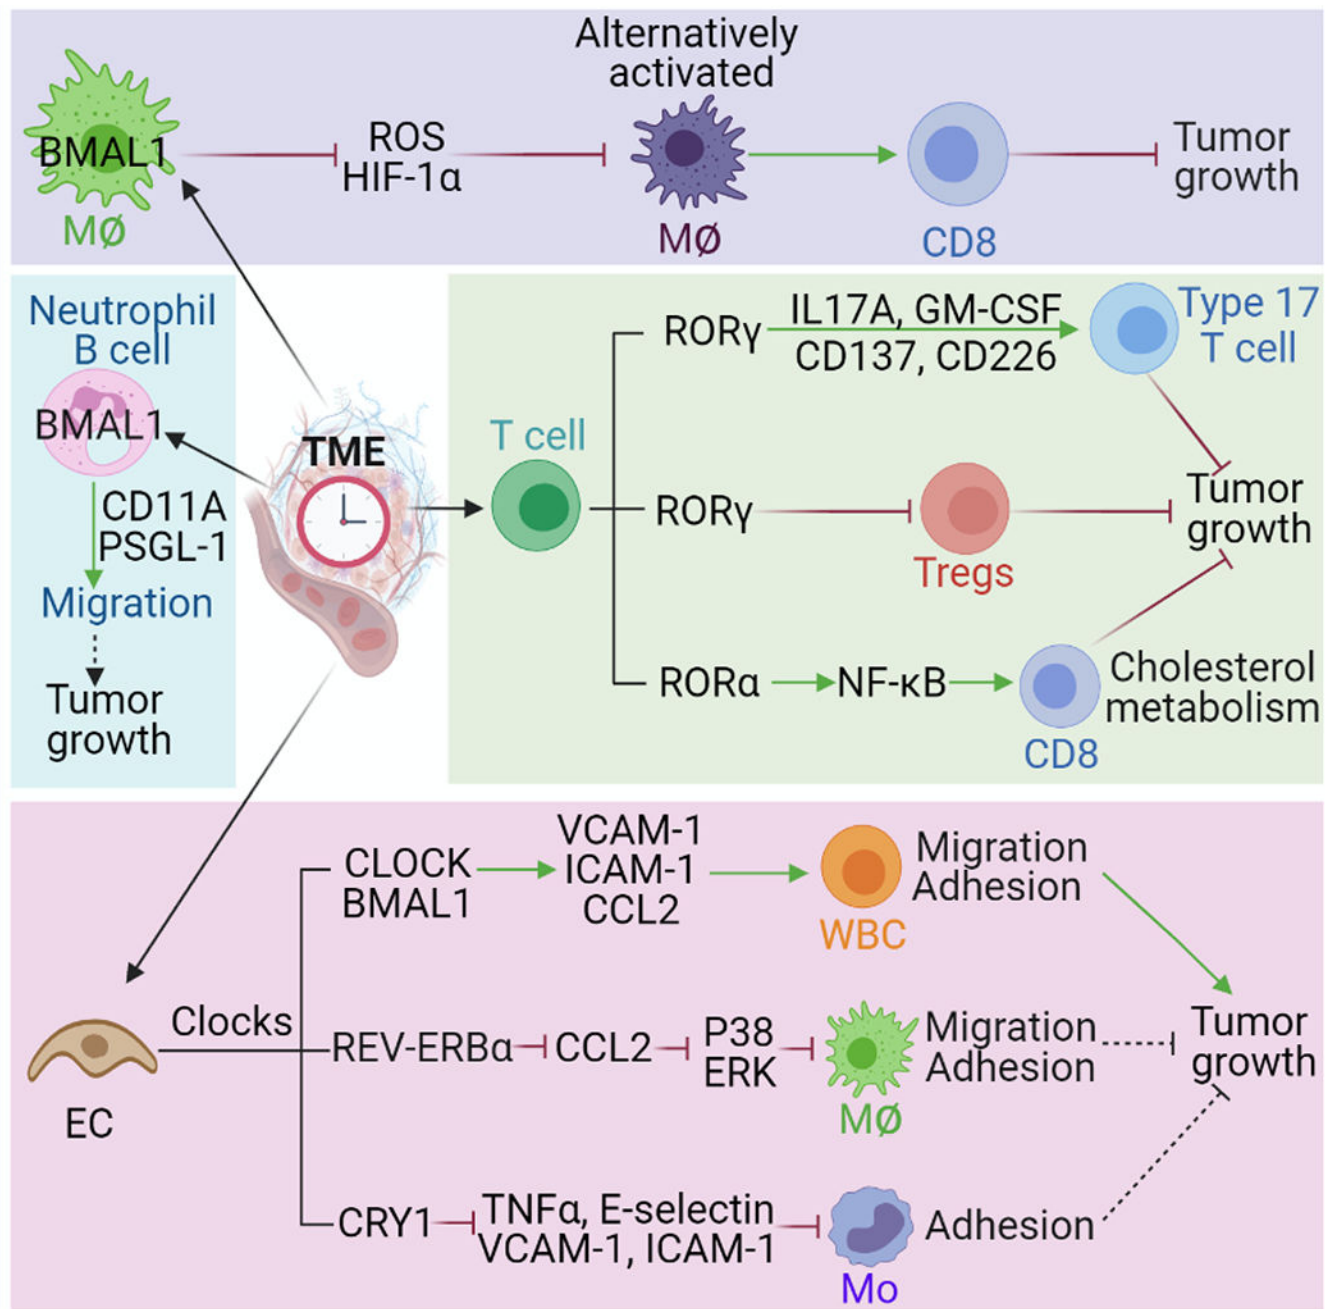 Alternatively
activated
BMAL1
ROS
HIF-1α
Tumor
growth
MØ
MØ
CD8
Neutrophil
B cell
BMAL1
CD11A
PSGL-1
Migration
Tumor
growth
TME
T cell
RORγ
IL17A, GM-CSF
CD137, CD226
Type 17
T cell
RORγ
Tregs
Tumor
growth
RORα
NF-κB
CD8
Cholesterol
metabolism
EC
Clocks
CLOCK
BMAL1
VCAM-1
ICAM-1
CCL2
WBC
Migration
Adhesion
REV-ERBα
CCL2
P38
ERK
MØ
Migration
Adhesion
Tumor
growth
CRY1
TNFα, E-selectin
VCAM-1, ICAM-1
Mo
Adhesion